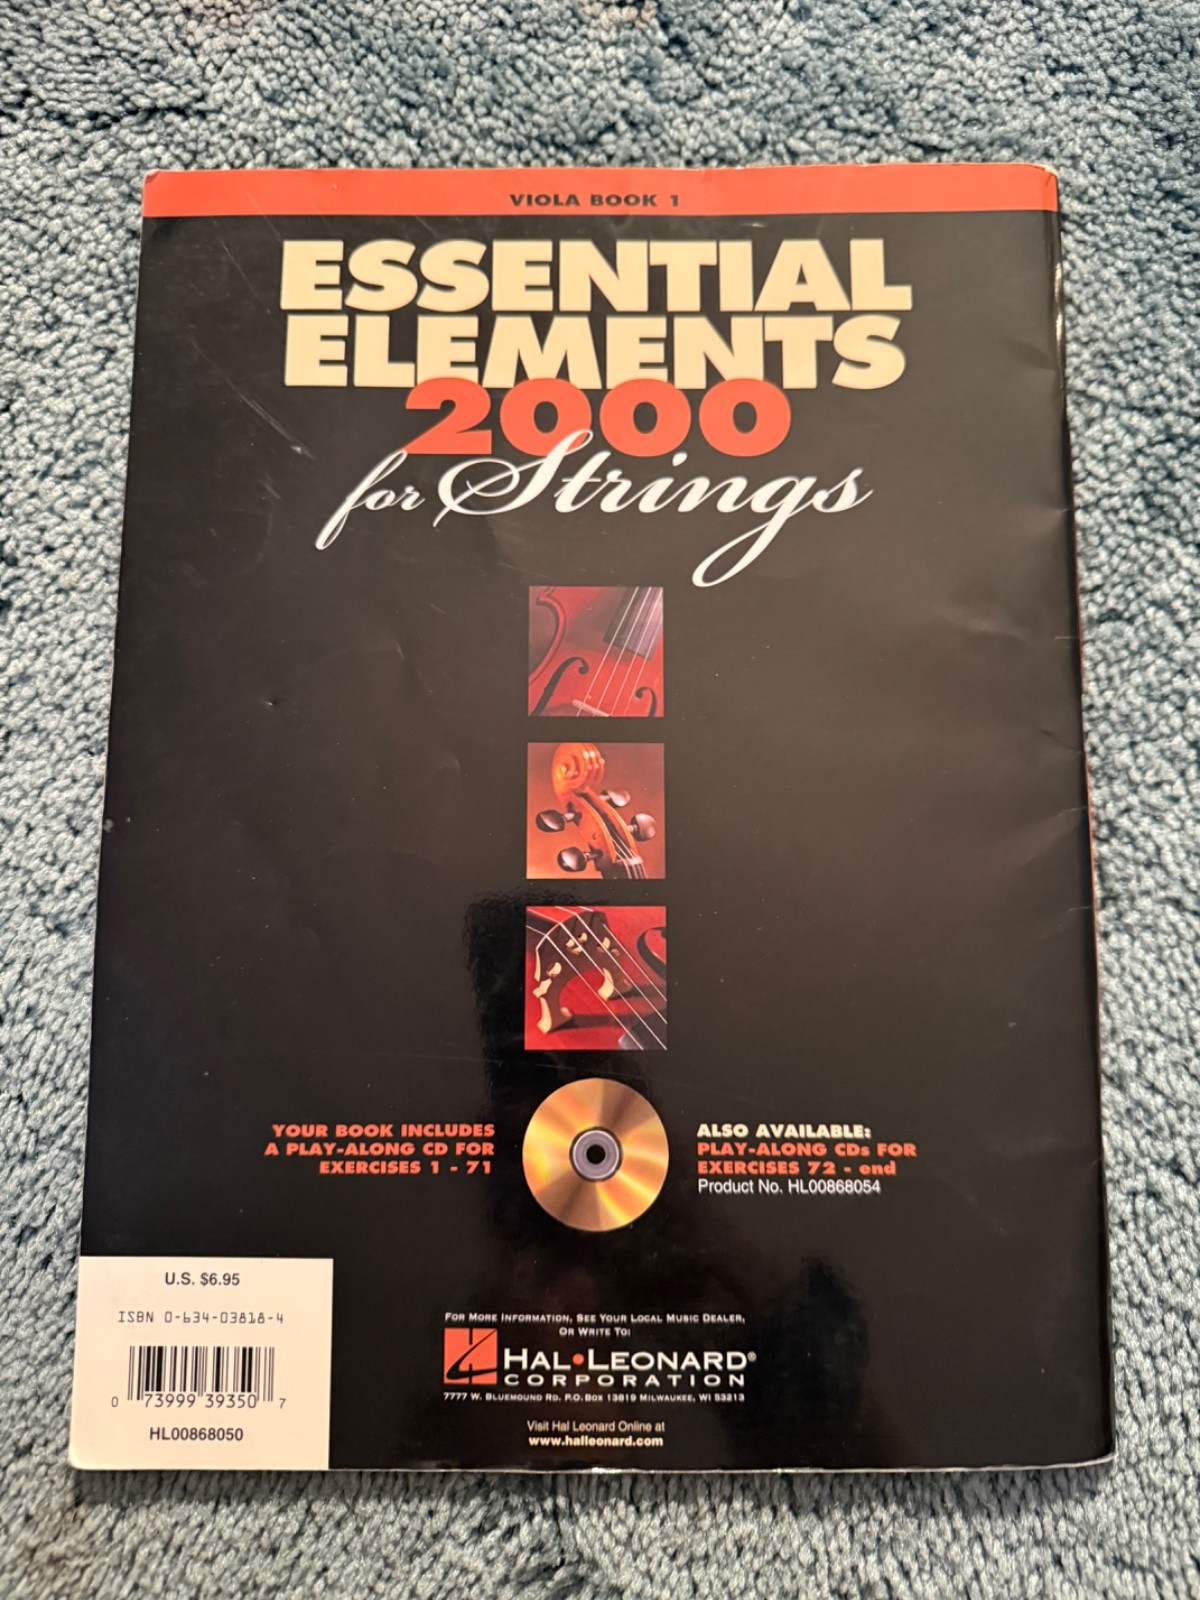 VIOLA BOOK 1
ESSENTIAL
ELEMENTS
2000
for Strings
YOUR BOOK INCLUDES
A PLAY-ALONG CD FOR
EXERCISES 1 - 71
ALSO AVAILABLE:
PLAY-ALONG CDs FOR
EXERCISES 72 - end
Product No. HL00868054
U.S. $6.95
ISBN 0-634-03818-4
0 73999 39350 7
HL00868050
FOR MORE INFORMATION, SEE YOUR LOCAL MUSIC DEALER,
OR WRITE TO:
HAL•LEONARD®
CORPORATION
7777 W. BLUEMOUND RD. P.O. BOX 13819 MILWAUKEE, WI 53213
Visit Hal Leonard Online at
www.halleonard.com